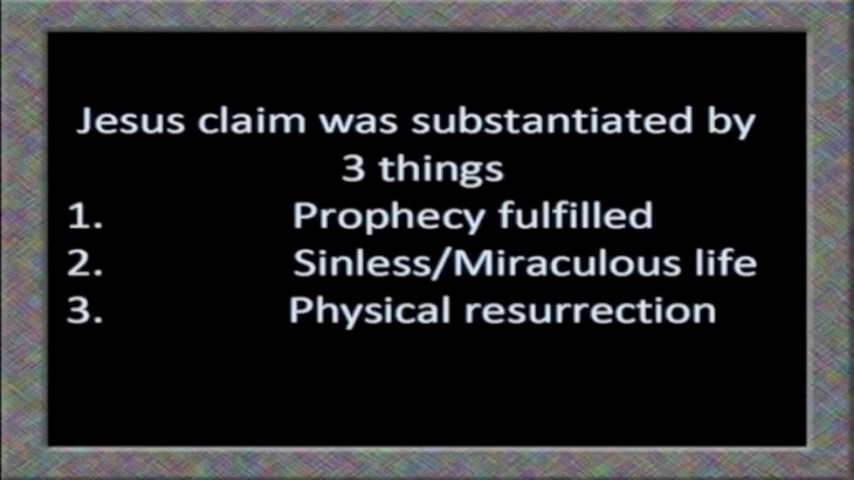 Jesus claim was substantiated by
3 things
1. Prophecy fulfilled
2. Sinless/Miraculous life
3. Physical resurrection